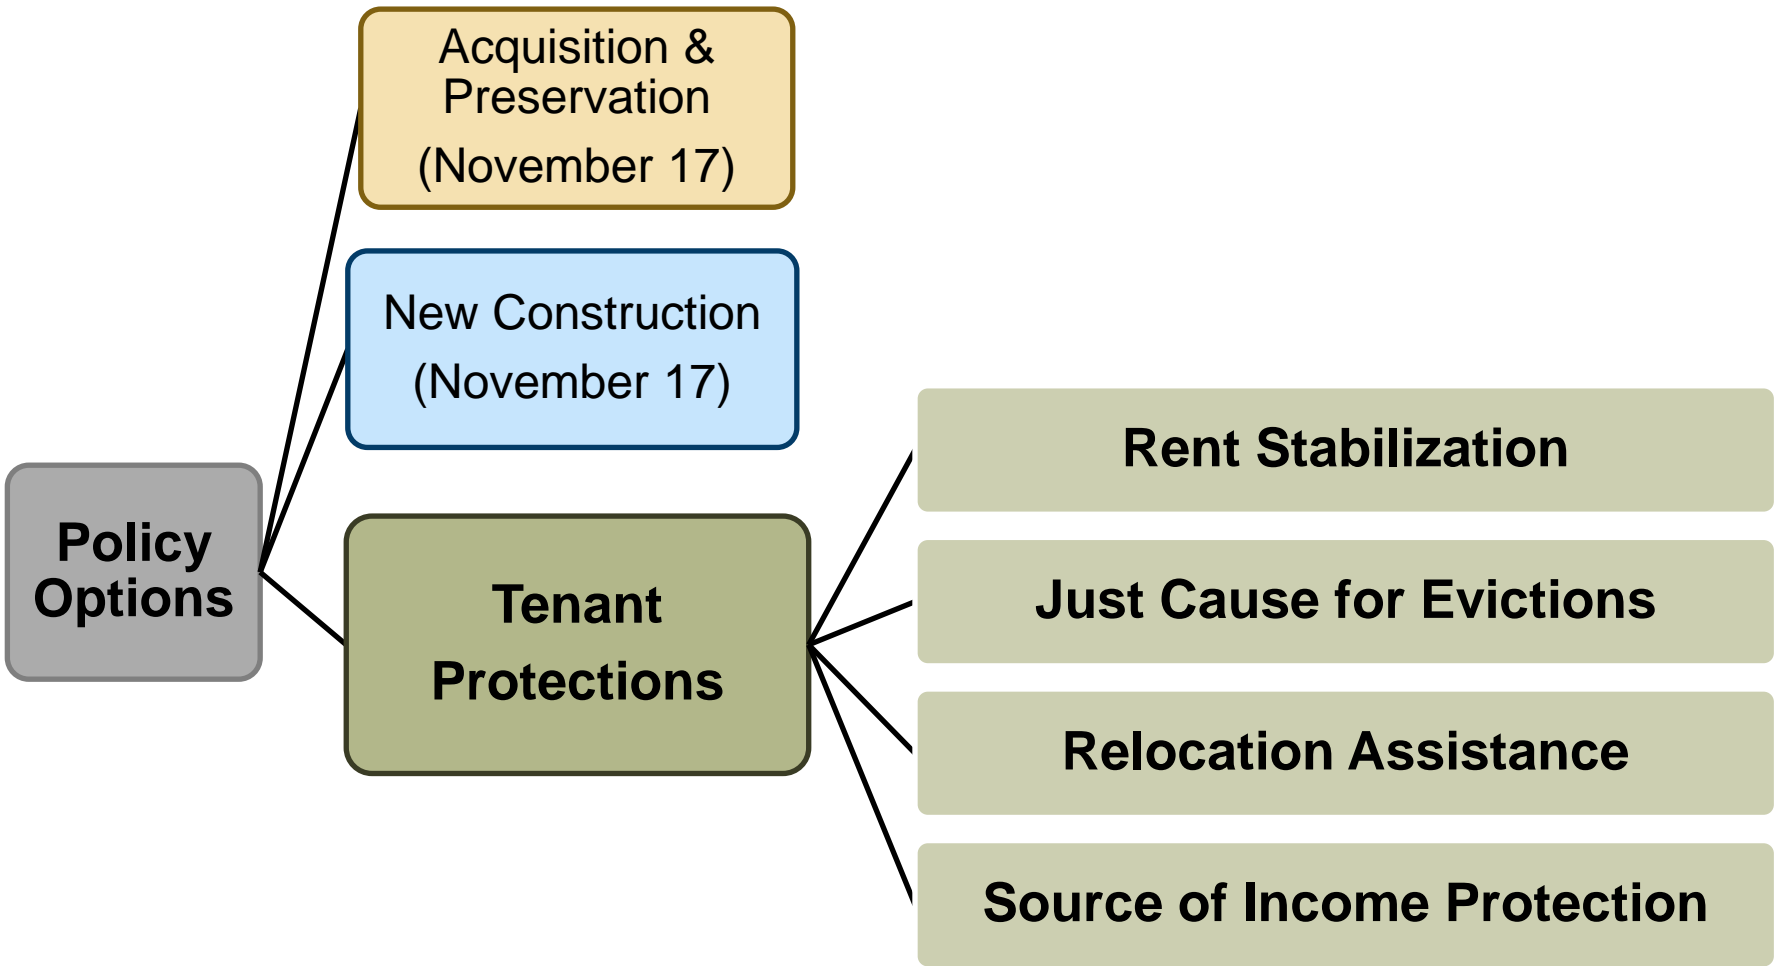 Acquisition &
Preservation
(November 17)
New Construction
(November 17)
Policy
Options
Tenant
Protections
Rent Stabilization
Just Cause for Evictions
Relocation Assistance
Source of Income Protection